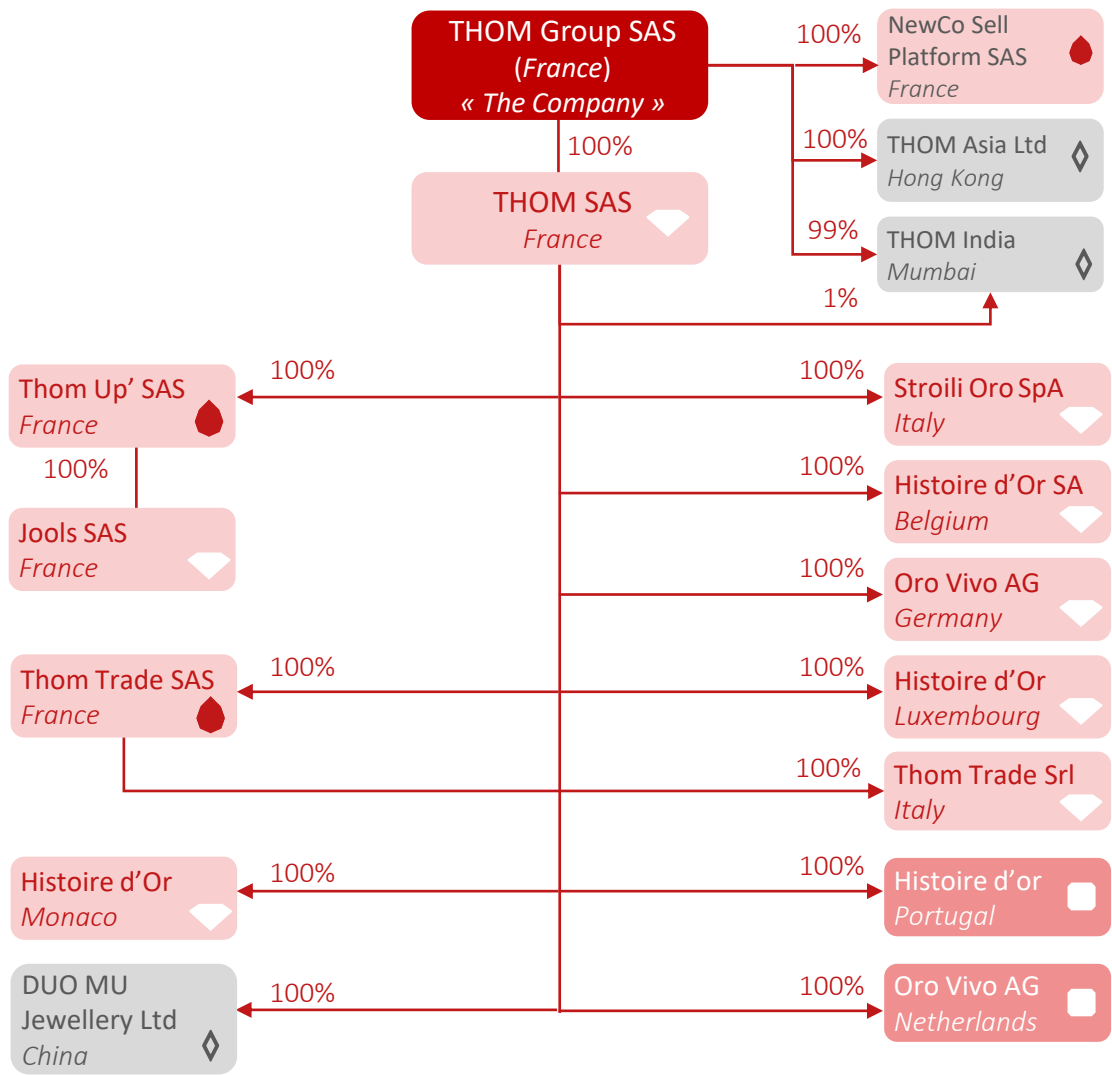 THOM Group SAS
(France)
« The Company »
100%
NewCo Sell
Platform SAS
France
100%
THOM Asia Ltd
Hong Kong
100%
THOM SAS
France
99%
THOM India
Mumbai
1%
Thom Up’ SAS
France
100%
100%
Stroili Oro SpA
Italy
100%
Jools SAS
France
100%
Histoire d’Or SA
Belgium
100%
Oro Vivo AG
Germany
Thom Trade SAS
France
100%
100%
Histoire d’Or
Luxembourg
100%
Thom Trade Srl
Italy
Histoire d’Or
Monaco
100%
100%
Histoire d’or
Portugal
DUO MU
Jewellery Ltd
China
100%
100%
Oro Vivo AG
Netherlands